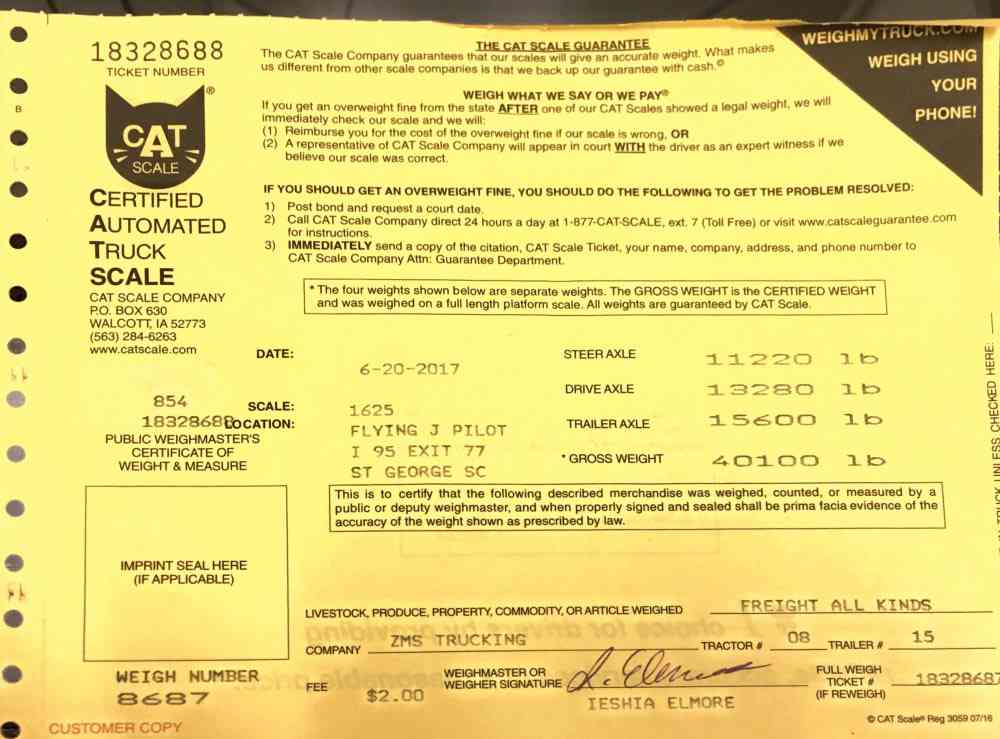 18328688
TICKET NUMBER
CAT
SCALE
®
CERTIFIED
AUTOMATED
TRUCK
SCALE
CAT SCALE COMPANY
P.O. BOX 630
WALCOTT, IA 52773
(563) 284-6263
www.catscale.com
THE CAT SCALE GUARANTEE
The CAT Scale Company guarantees that our scales will give an accurate weight. What makes
us different from other scale companies is that we back up our guarantee with cash.®
WEIGH WHAT WE SAY OR WE PAY®
If you get an overweight fine from the state AFTER one of our CAT Scales showed a legal weight, we will
immediately check our scale and we will:
(1) Reimburse you for the cost of the overweight fine if our scale is wrong, OR
(2) A representative of CAT Scale Company will appear in court WITH the driver as an expert witness if we
believe our scale was correct.
WEIGHMYTRUCK.COM
WEIGH USING
YOUR
PHONE!
IF YOU SHOULD GET AN OVERWEIGHT FINE, YOU SHOULD DO THE FOLLOWING TO GET THE PROBLEM RESOLVED:
1) Post bond and request a court date.
2) Call CAT Scale Company direct 24 hours a day at 1-877-CAT-SCALE, ext. 7 (Toll Free) or visit www.catscaleguarantee.com
for instructions.
3) IMMEDIATELY send a copy of the citation, CAT Scale Ticket, your name, company, address, and phone number to
CAT Scale Company Attn: Guarantee Department.
* The four weights shown below are separate weights. The GROSS WEIGHT is the CERTIFIED WEIGHT
and was weighed on a full length platform scale. All weights are guaranteed by CAT Scale.
DATE: 6-20-2017
STEER AXLE 11220 lb
DRIVE AXLE 13280 lb
TRAILER AXLE 15600 lb
* GROSS WEIGHT 40100 lb
854
18328688
PUBLIC WEIGHMASTER'S
CERTIFICATE OF
WEIGHT & MEASURE
SCALE: 1625
LOCATION: FLYING J PILOT
I 95 EXIT 77
ST GEORGE SC
This is to certify that the following described merchandise was weighed, counted, or measured by a
public or deputy weighmaster, and when properly signed and sealed shall be prima facia evidence of the
accuracy of the weight shown as prescribed by law.
IMPRINT SEAL HERE
(IF APPLICABLE)
LIVESTOCK, PRODUCE, PROPERTY, COMMODITY, OR ARTICLE WEIGHED FREIGHT ALL KINDS
COMPANY ZMS TRUCKING TRACTOR # 08 TRAILER # 15
WEIGH NUMBER
8687
FEE $2.00
WEIGHMASTER OR
WEIGHER SIGNATURE
IESHIA ELMORE
FULL WEIGH
TICKET # 18328687
(IF REWEIGH)
CUSTOMER COPY
© CAT Scale® Reg 3059 07/16
UNLESS CHECKED HERE: